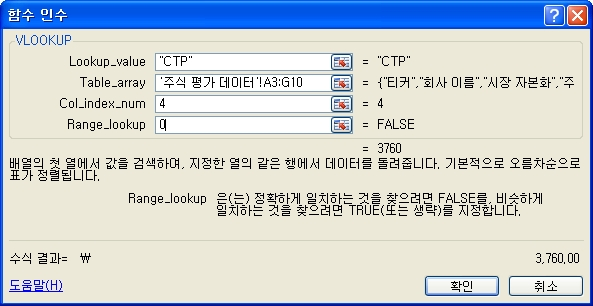 함수 인수
VLOOKUP
Lookup_value "CTP" = "CTP"
Table_array '주식 평가 데이터'!A3:G10 = {"티커","회사 이름","시장 자본화","주
Col_index_num 4 = 4
Range_lookup 0 = FALSE
= 3760
배열의 첫 열에서 값을 검색하여, 지정한 열의 같은 행에서 데이터를 돌려줍니다. 기본적으로 오름차순으로
표가 정렬됩니다.
Range_lookup 은(는) 정확하게 일치하는 것을 찾으려면 FALSE를, 비슷하게
일치하는 것을 찾으려면 TRUE(또는 생략)를 지정합니다.
수식 결과= ₩ 3,760.00
도움말(H) 확인 취소